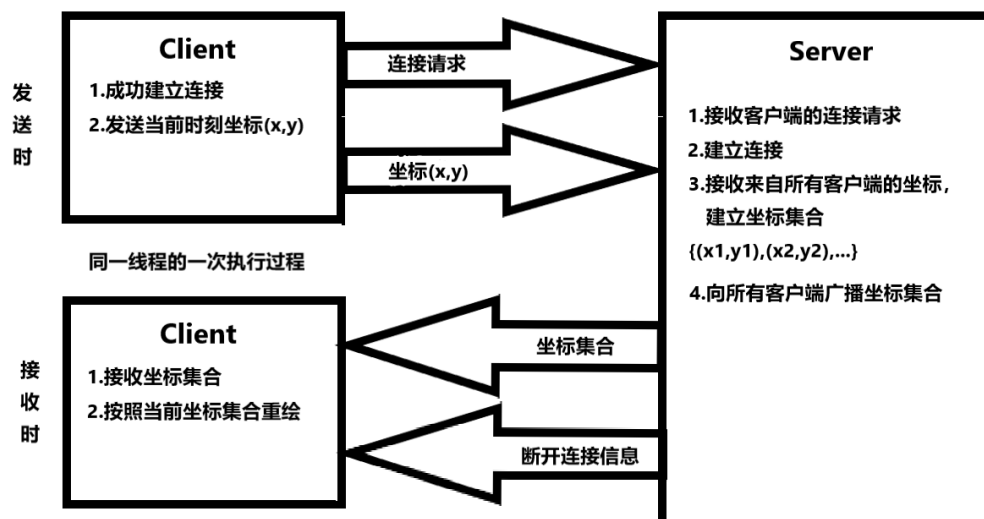 发送时
Client
1.成功建立连接
2.发送当前时刻坐标(x,y)
连接请求
坐标(x,y)
Server
1.接收客户端的连接请求
2.建立连接
3.接收来自所有客户端的坐标，
建立坐标集合
{(x1,y1),(x2,y2),...}
4.向所有客户端广播坐标集合
同一线程的一次执行过程
接收时
Client
1.接收坐标集合
2.按照当前坐标集合重绘
坐标集合
断开连接信息